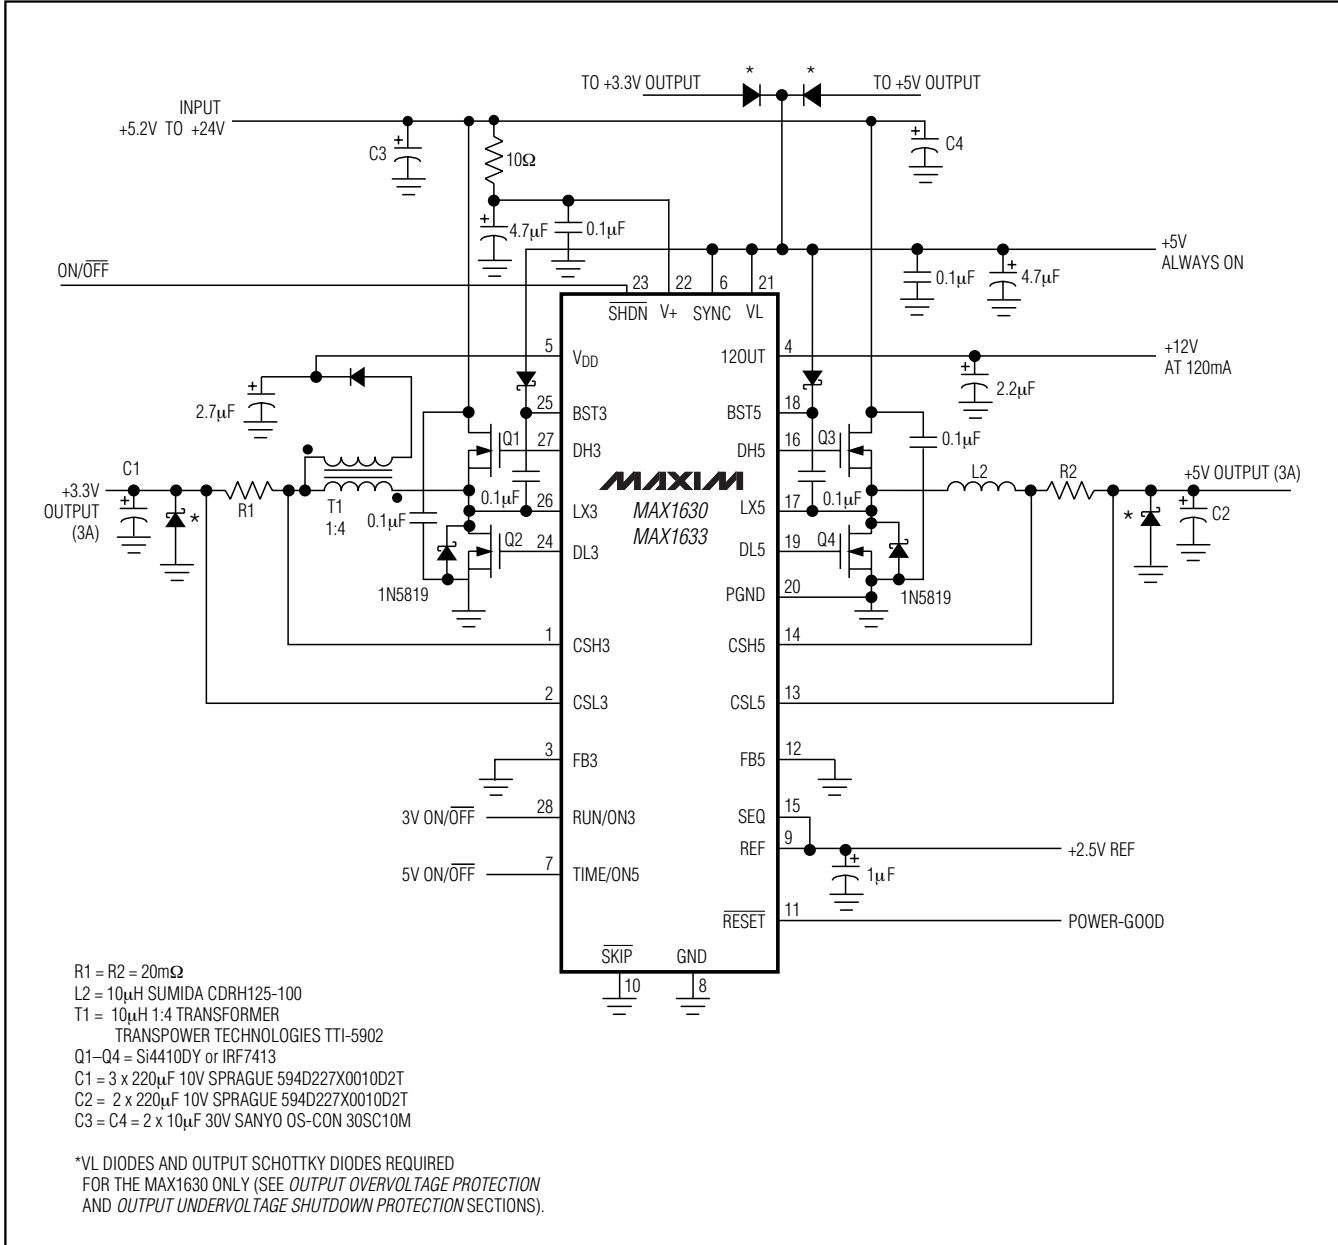 TO +3.3V OUTPUT
*
*
TO +5V OUTPUT
INPUT
+5.2V TO +24V
+
C3
10Ω
+
C4
+
4.7μF
0.1μF
ON/OFF
+5V
ALWAYS ON
0.1μF
+
4.7μF
23
22
6
21
SHDN
V+
SYNC
VL
5
VDD
12OUT
4
+12V
AT 120mA
+
2.7μF
+
2.2μF
25
BST3
BST5
18
Q1
27
DH3
DH5
16
Q3
0.1μF
C1
+3.3V
OUTPUT
(3A)
+
*
R1
T1
1:4
0.1μF
0.1μF
26
LX3
MAXIM
MAX1630
MAX1633
LX5
17
0.1μF
L2
R2
+5V OUTPUT (3A)
*
+
C2
Q2
24
DL3
DL5
19
Q4
1N5819
PGND
20
1N5819
1
CSH3
CSH5
14
2
CSL3
CSL5
13
3
FB3
FB5
12
3V ON/OFF
28
RUN/ON3
SEQ
15
REF
9
+2.5V REF
+
1μF
5V ON/OFF
7
TIME/ON5
RESET
11
POWER-GOOD
SKIP
GND
10
8
R1 = R2 = 20mΩ
L2 = 10μH SUMIDA CDRH125-100
T1 = 10μH 1:4 TRANSFORMER
TRANSPOWER TECHNOLOGIES TTI-5902
Q1–Q4 = Si4410DY or IRF7413
C1 = 3 x 220μF 10V SPRAGUE 594D227X0010D2T
C2 = 2 x 220μF 10V SPRAGUE 594D227X0010D2T
C3 = C4 = 2 x 10μF 30V SANYO OS-CON 30SC10M
*VL DIODES AND OUTPUT SCHOTTKY DIODES REQUIRED
FOR THE MAX1630 ONLY (SEE OUTPUT OVERVOLTAGE PROTECTION
AND OUTPUT UNDERVOLTAGE SHUTDOWN PROTECTION SECTIONS).